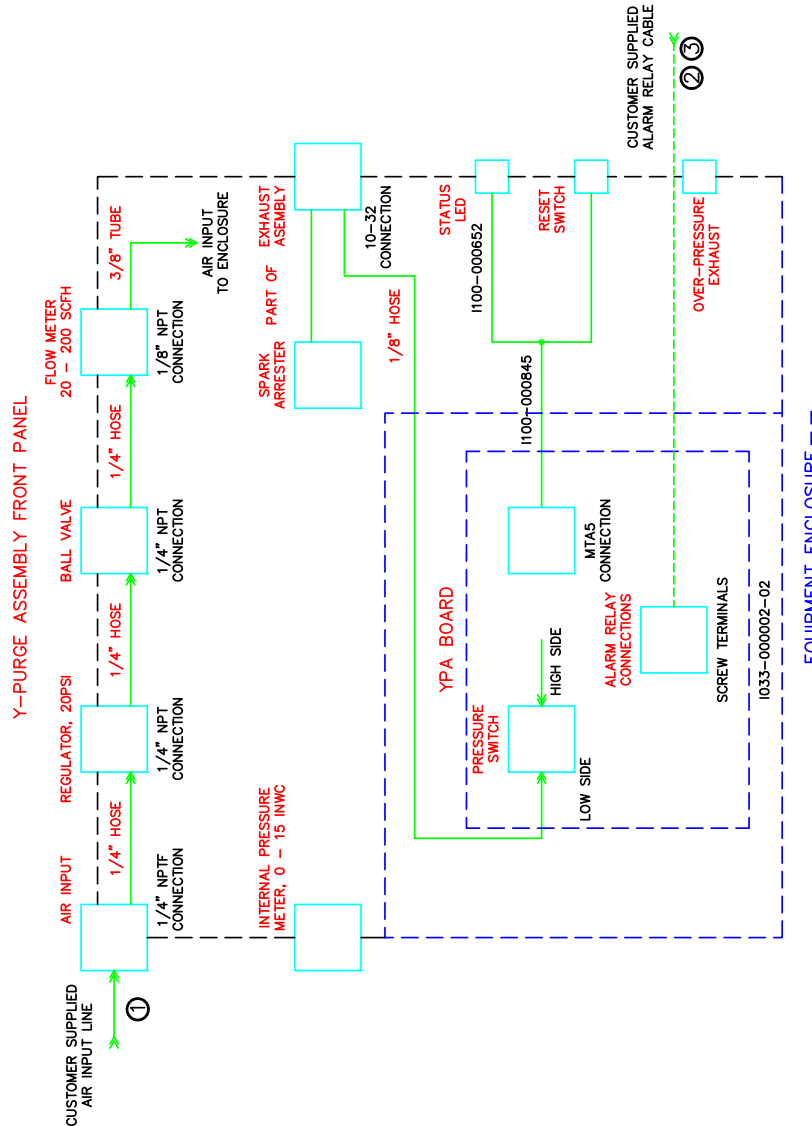 Y-PURGE ASSEMBLY FRONT PANEL
CUSTOMER SUPPLIED
AIR INPUT LINE
1
AIR INPUT
1/4" NPTF
CONNECTION
1/4" HOSE
REGULATOR, 20PSI
1/4" NPT
CONNECTION
1/4" HOSE
BALL VALVE
1/4" NPT
CONNECTION
1/4" HOSE
FLOW METER
20 - 200 SCFH
1/8" NPT
CONNECTION
3/8" TUBE
AIR INPUT
TO ENCLOSURE
INTERNAL PRESSURE
METER, 0 - 15 INWC
SPARK
ARRESTER
PART OF
EXHAUST
ASEMBLY
10-32
CONNECTION
1/8" HOSE
STATUS
LED
I100-000652
RESET
SWITCH
I100-000845
YPA BOARD
PRESSURE
SWITCH
HIGH SIDE
LOW SIDE
MTA5
CONNECTION
ALARM RELAY
CONNECTIONS
SCREW TERMINALS
I033-000002-02
CUSTOMER SUPPLIED
ALARM RELAY CABLE
2 3
OVER-PRESSURE
EXHAUST
EQUIPMENT ENCLOSURE